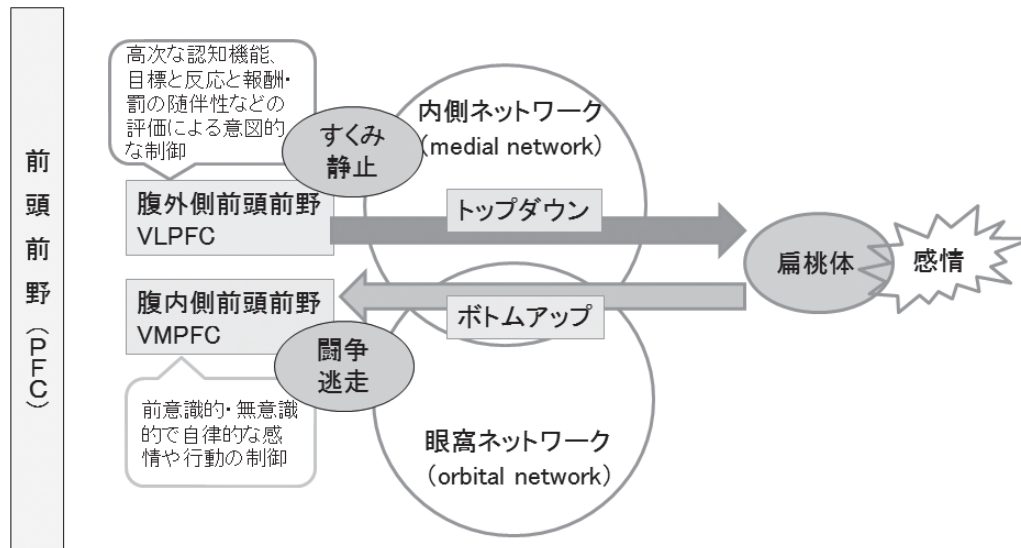 前頭前野(PFC)
高次な認知機能、
目標と反応と報酬・
罰の随伴性などの
評価による意図的
な制御
すくみ
静止
内側ネットワーク
(medial network)
腹外側前頭前野
VLPFC
トップダウン
扁桃体
感情
腹内側前頭前野
VMPFC
ボトムアップ
闘争
逃走
前意識的・無意識
的で自律的な感
情や行動の制御
眼窩ネットワーク
(orbital network)